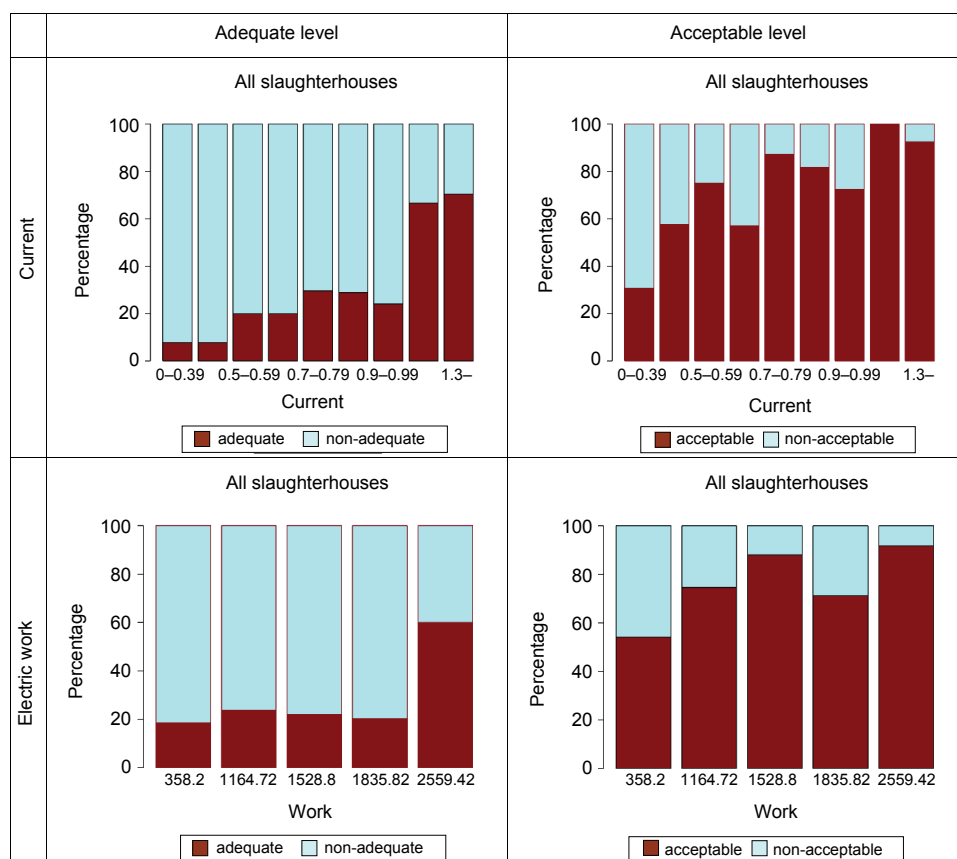 Adequate level
Acceptable level
Current
All slaughterhouses
100
80
60
40
20
0
Percentage
0–0.39 0.5–0.59 0.7–0.79 0.9–0.99 1.3–
Current
adequate non-adequate
All slaughterhouses
100
80
60
40
20
0
Percentage
0–0.39 0.5–0.59 0.7–0.79 0.9–0.99 1.3–
Current
acceptable non-acceptable
Electric work
All slaughterhouses
100
80
60
40
20
0
Percentage
358.2 1164.72 1528.8 1835.82 2559.42
Work
adequate non-adequate
All slaughterhouses
100
80
60
40
20
0
Percentage
358.2 1164.72 1528.8 1835.82 2559.42
Work
acceptable non-acceptable